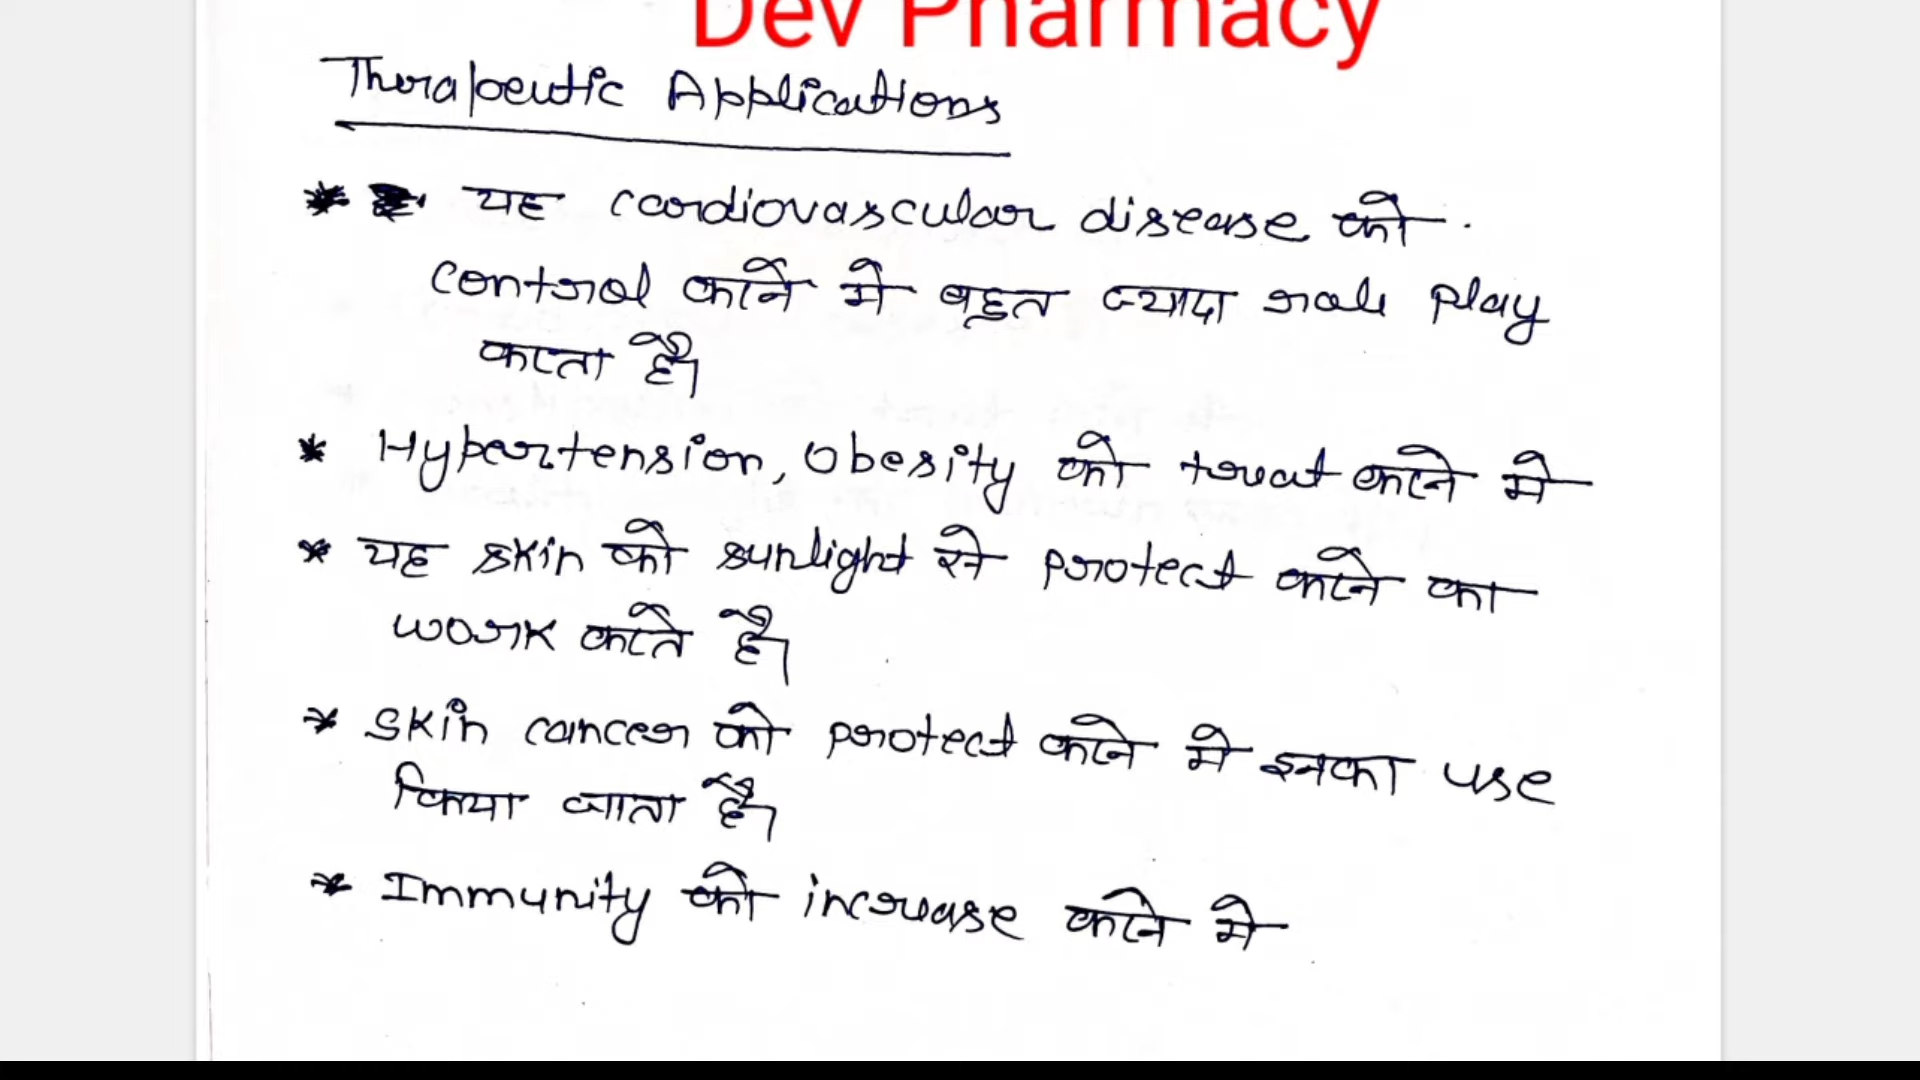 Dev Pharmacy
Therapeutic Applications
* यह cardiovascular disease को
control करने मे बहुत ज्यादा role play
करता है।
* Hypertension, Obesity को treat करने मे
* यह skin को sunlight से protect करने का
work करते है।
* Skin cancer को protect करने मे इनका use
किया जाता है।
* Immunity को increase करने मे